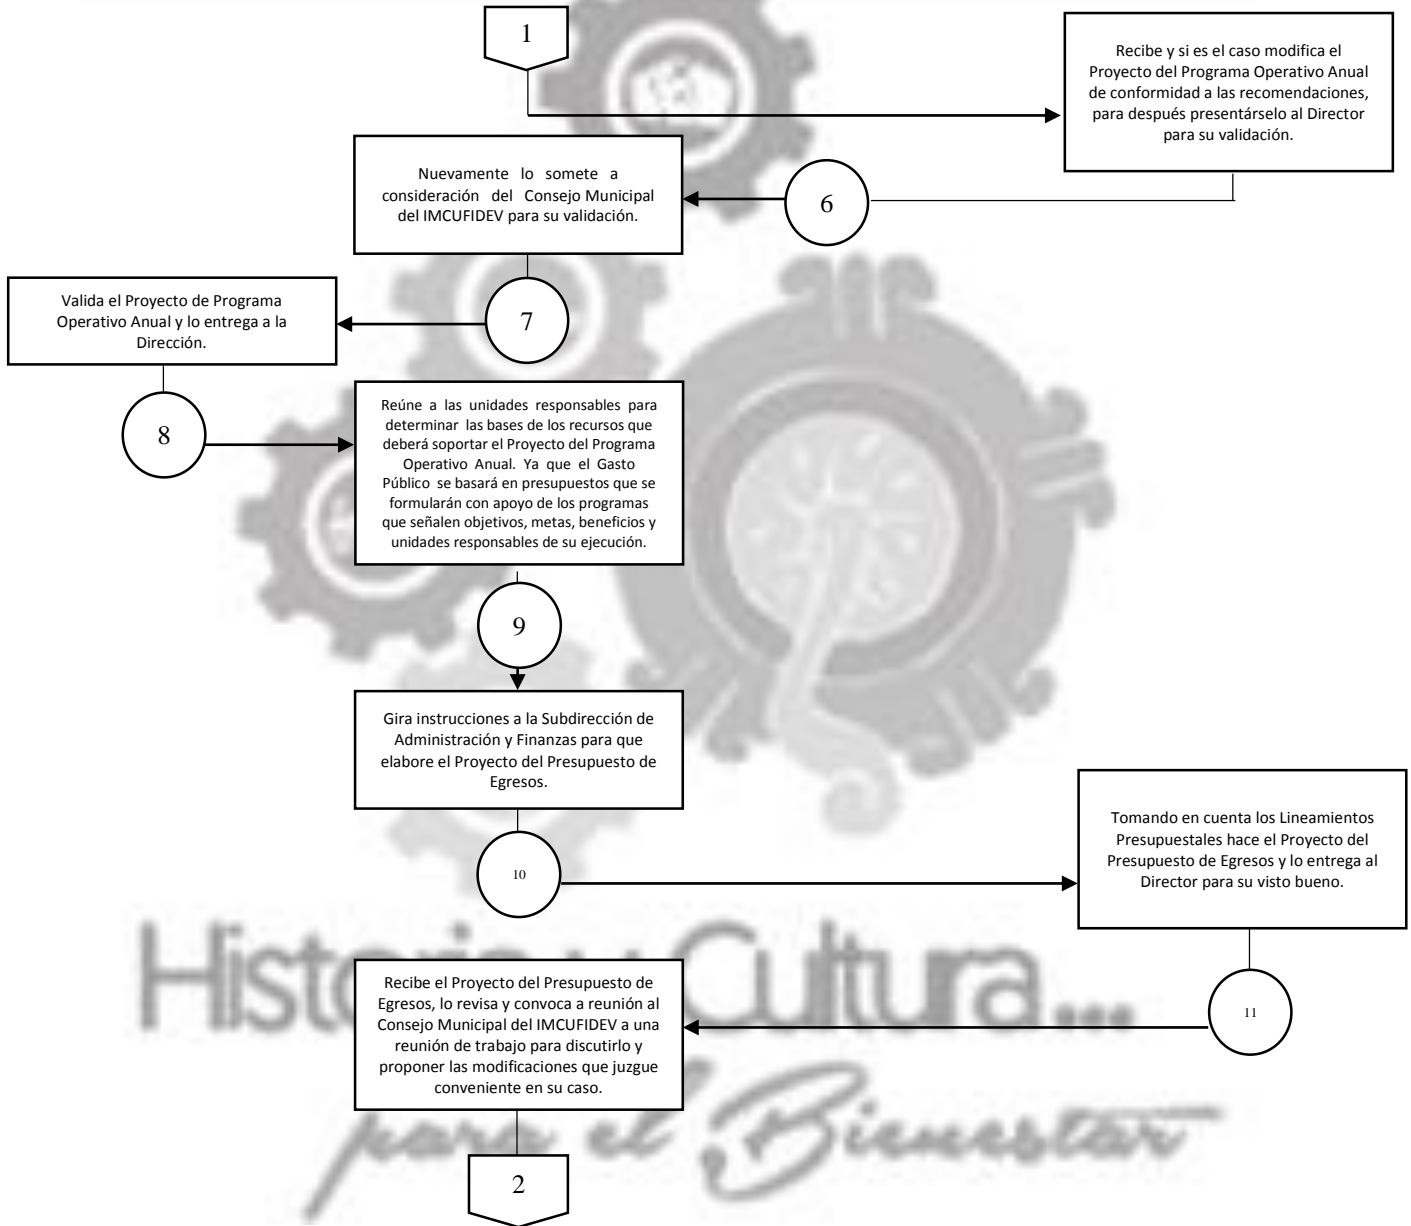 1
Recibe y si es el caso modifica el
Proyecto del Programa Operativo Anual
de conformidad a las recomendaciones,
para después presentárselo al Director
para su validación.
Nuevamente lo somete a
consideración del Consejo Municipal
del IMCUFIDEV para su validación.
6
Valida el Proyecto de Programa
Operativo Anual y lo entrega a la
Dirección.
7
8
Reúne a las unidades responsables para
determinar las bases de los recursos que
deberá soportar el Proyecto del Programa
Operativo Anual. Ya que el Gasto
Público se basará en presupuestos que se
formularán con apoyo de los programas
que señalen objetivos, metas, beneficios y
unidades responsables de su ejecución.
9
Gira instrucciones a la Subdirección de
Administración y Finanzas para que
elabore el Proyecto del Presupuesto de
Egresos.
10
Tomando en cuenta los Lineamientos
Presupuestales hace el Proyecto del
Presupuesto de Egresos y lo entrega al
Director para su visto bueno.
11
Recibe el Proyecto del Presupuesto de
Egresos, lo revisa y convoca a reunión al
Consejo Municipal del IMCUFIDEV a una
reunión de trabajo para discutirlo y
proponer las modificaciones que juzgue
conveniente en su caso.
2
Historia y Cultura...
para el Bienestar